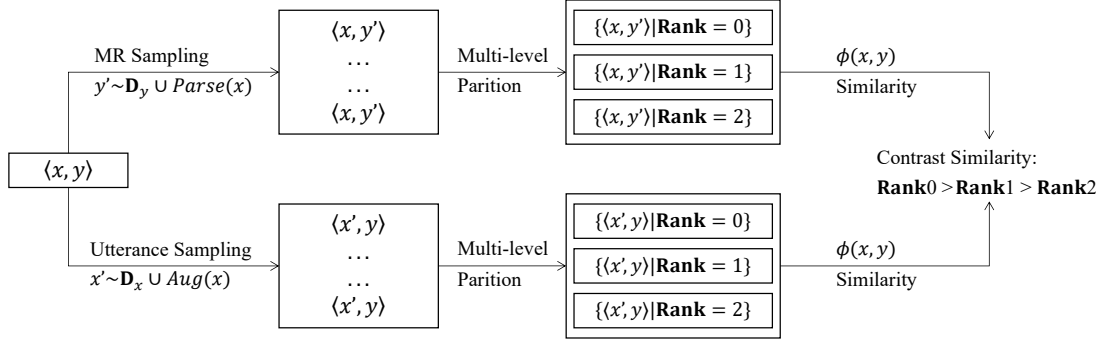 ⟨x, y⟩
MR Sampling
y'~D_y ∪ Parse(x)
⟨x, y'⟩
…
…
⟨x, y'⟩
Multi-level
Parition
{⟨x, y'⟩|Rank = 0}
{⟨x, y'⟩|Rank = 1}
{⟨x, y'⟩|Rank = 2}
ϕ(x, y)
Similarity
Utterance Sampling
x'~D_x ∪ Aug(x)
⟨x', y⟩
…
…
⟨x', y⟩
Multi-level
Parition
{⟨x', y⟩|Rank = 0}
{⟨x', y⟩|Rank = 1}
{⟨x', y⟩|Rank = 2}
ϕ(x, y)
Similarity
Contrast Similarity:
Rank0 > Rank1 > Rank2